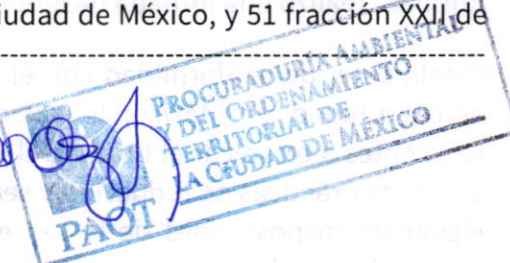 iudad de México, y 51 fracción XXII de
PROCURADURÍA AMBIENTAL
Y DEL ORDENAMIENTO
TERRITORIAL DE
LA CIUDAD DE MÉXICO
PAOT